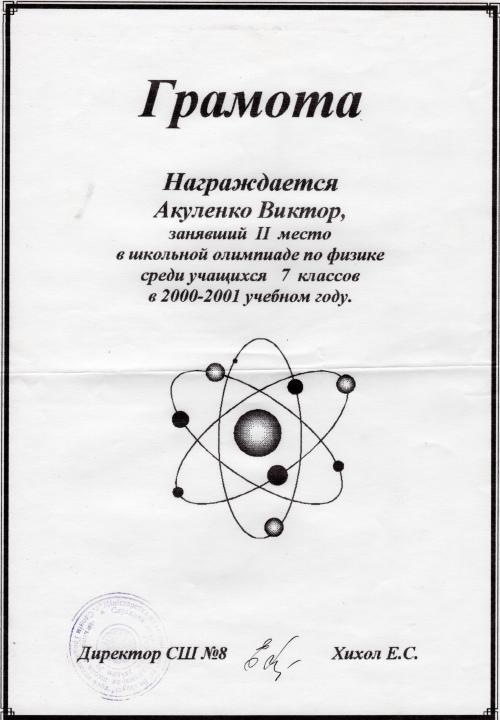 Грамота
Награждается
Акуленко Виктор,
занявший II место
в школьной олимпиаде по физике
среди учащихся 7 классов
в 2000-2001 учебном году.
Директор СШ №8 Хихол Е.С.